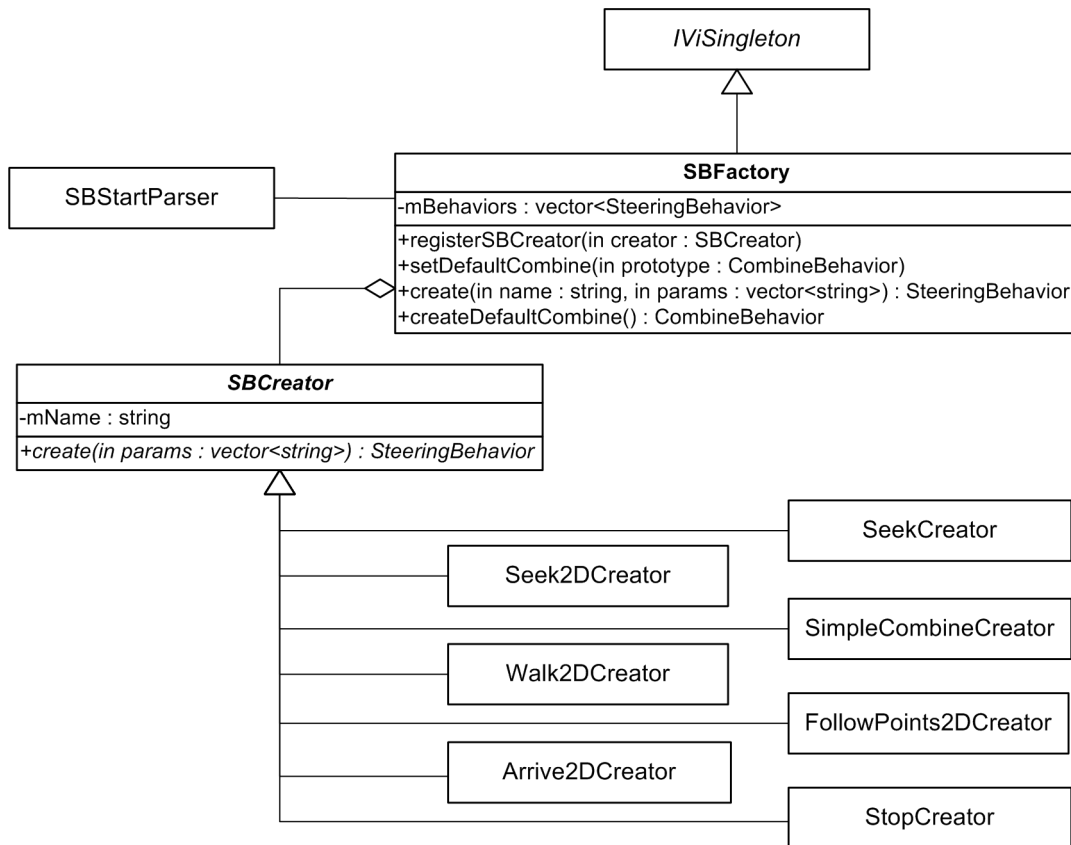 IViSingleton
SBStartParser
SBFactory
-mBehaviors : vector<SteeringBehavior>
+registerSBCreator(in creator : SBCreator)
+setDefaultCombine(in prototype : CombineBehavior)
+create(in name : string, in params : vector<string>) : SteeringBehavior
+createDefaultCombine() : CombineBehavior
SBCreator
-mName : string
+create(in params : vector<string>) : SteeringBehavior
SeekCreator
Seek2DCreator
SimpleCombineCreator
Walk2DCreator
FollowPoints2DCreator
Arrive2DCreator
StopCreator